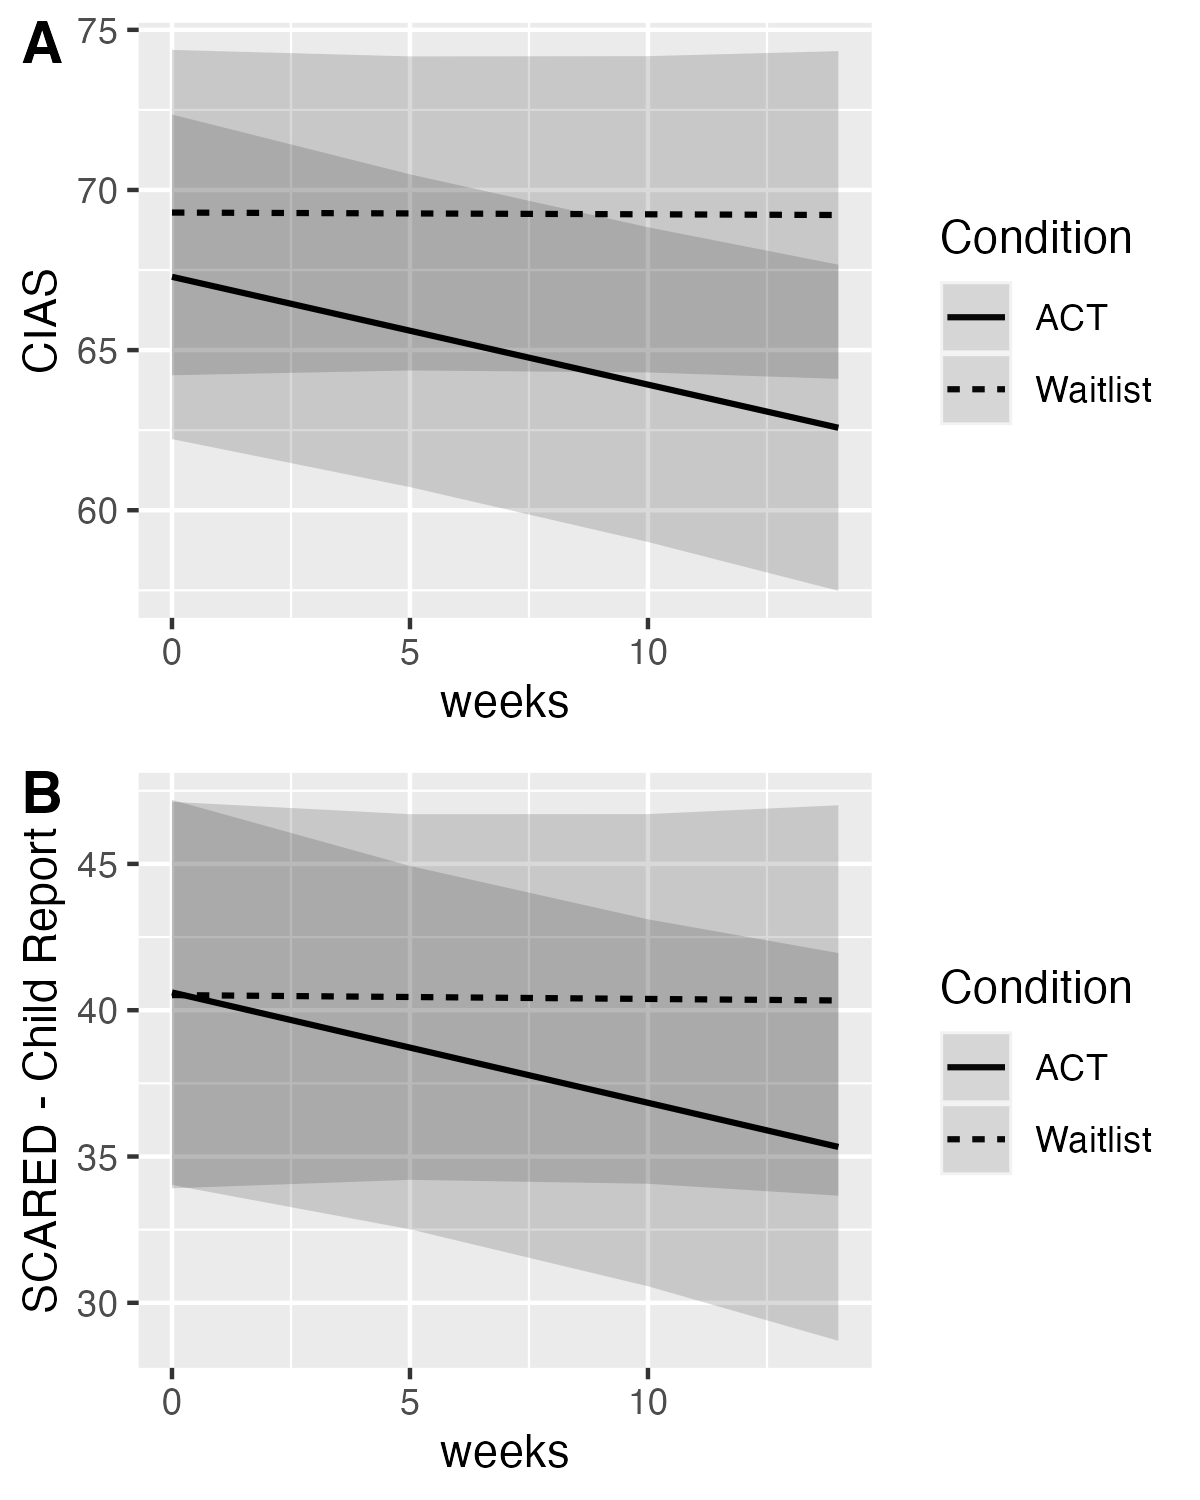 A
75
70
65
60
CIAS
0 5 10
weeks
Condition
ACT
Waitlist
B
45
40
35
30
SCARED - Child Report
0 5 10
weeks
Condition
ACT
Waitlist